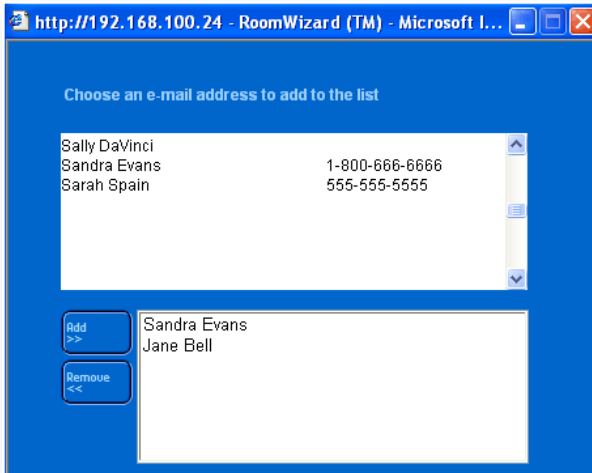 http://192.168.100.24 - RoomWizard (TM) - Microsoft I...
Choose an e-mail address to add to the list
Sally DaVinci
Sandra Evans 1-800-666-6666
Sarah Spain 555-555-5555
Add
>>
Sandra Evans
Jane Bell
Remove
<<